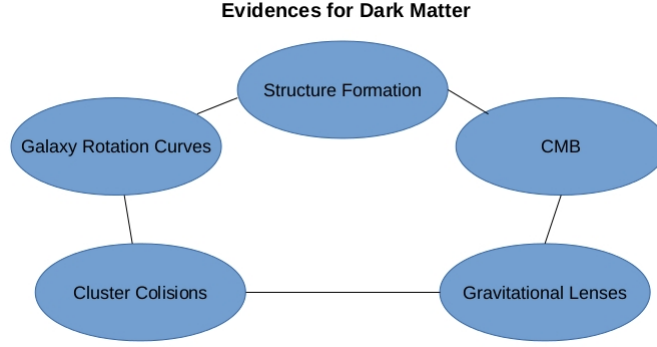 Evidences for Dark Matter
Structure Formation
Galaxy Rotation Curves
CMB
Cluster Colisions
Gravitational Lenses